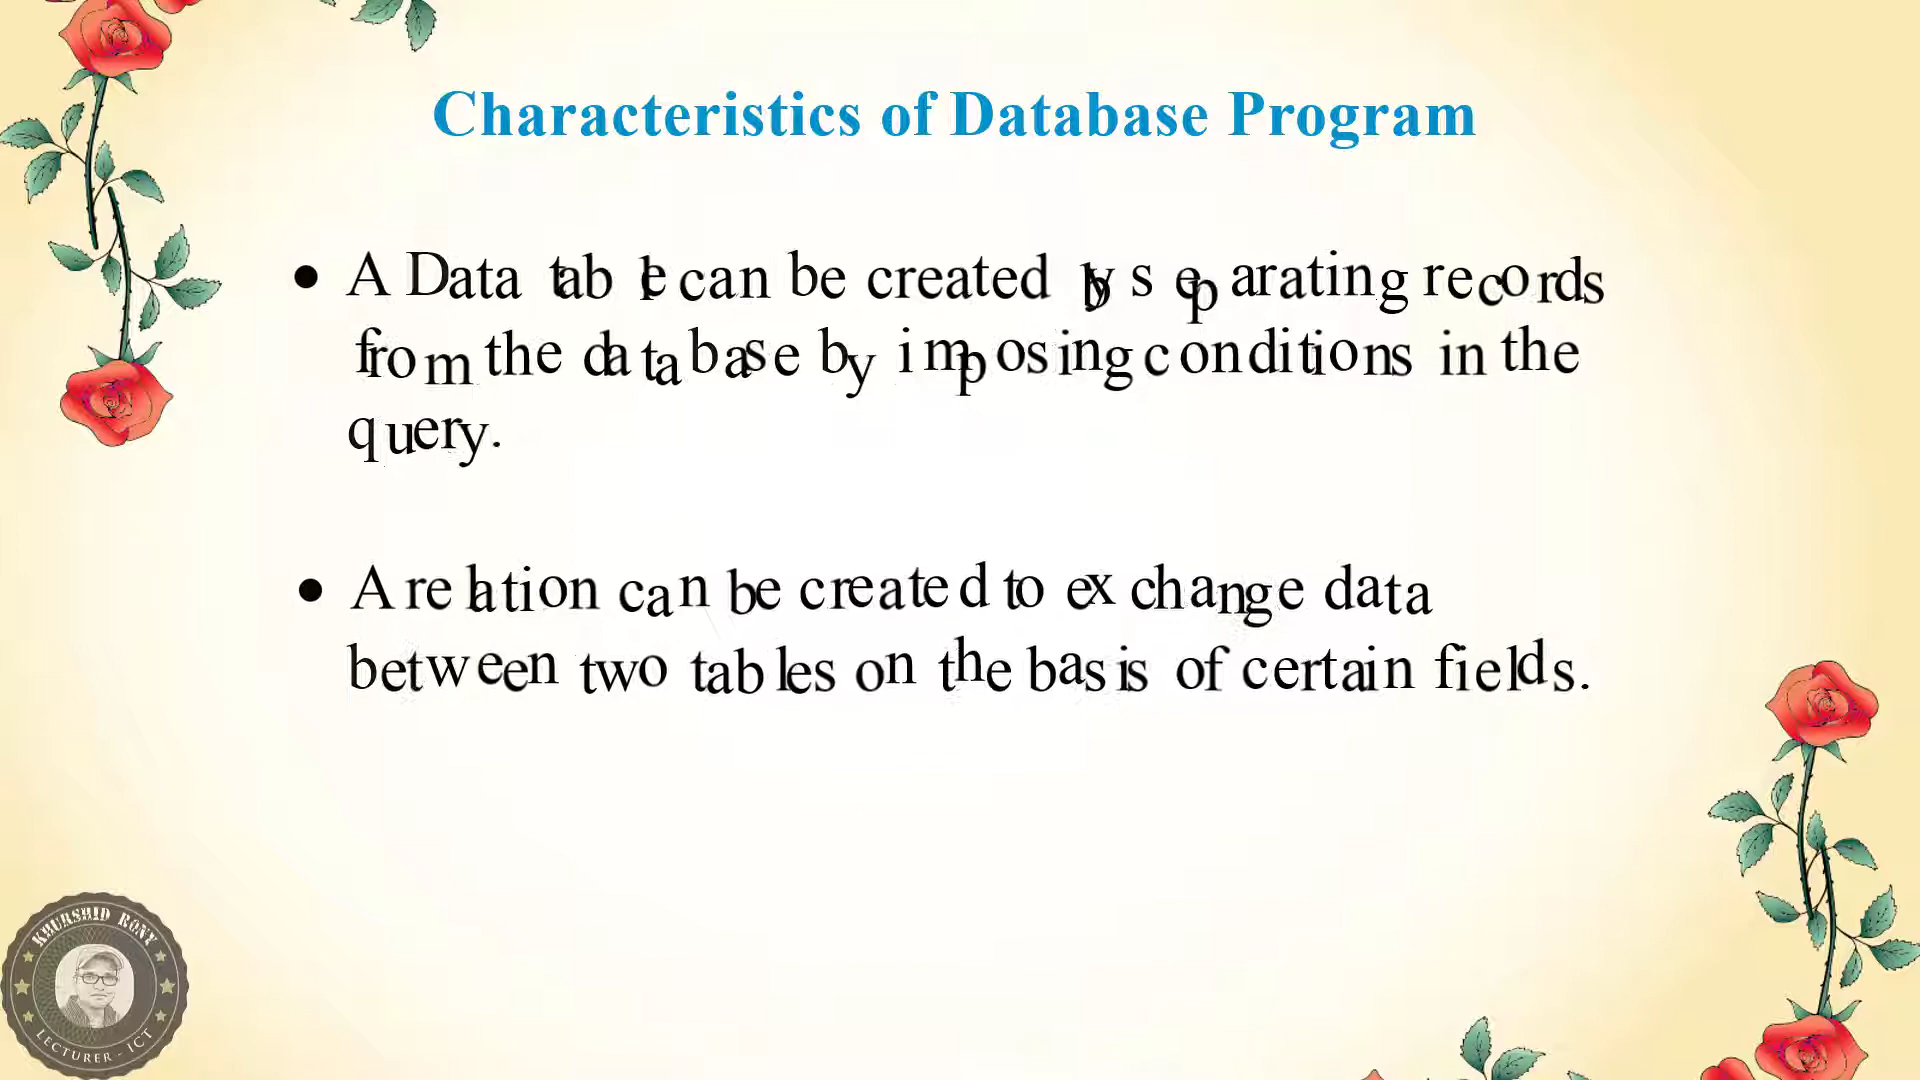 Characteristics of Database Program
• A Data table can be created by separating records
from the database by imposing conditions in the
query.
• A relation can be created to exchange data
between two tables on the basis of certain fields.
KHURSHID RONY
LECTURER - ICT